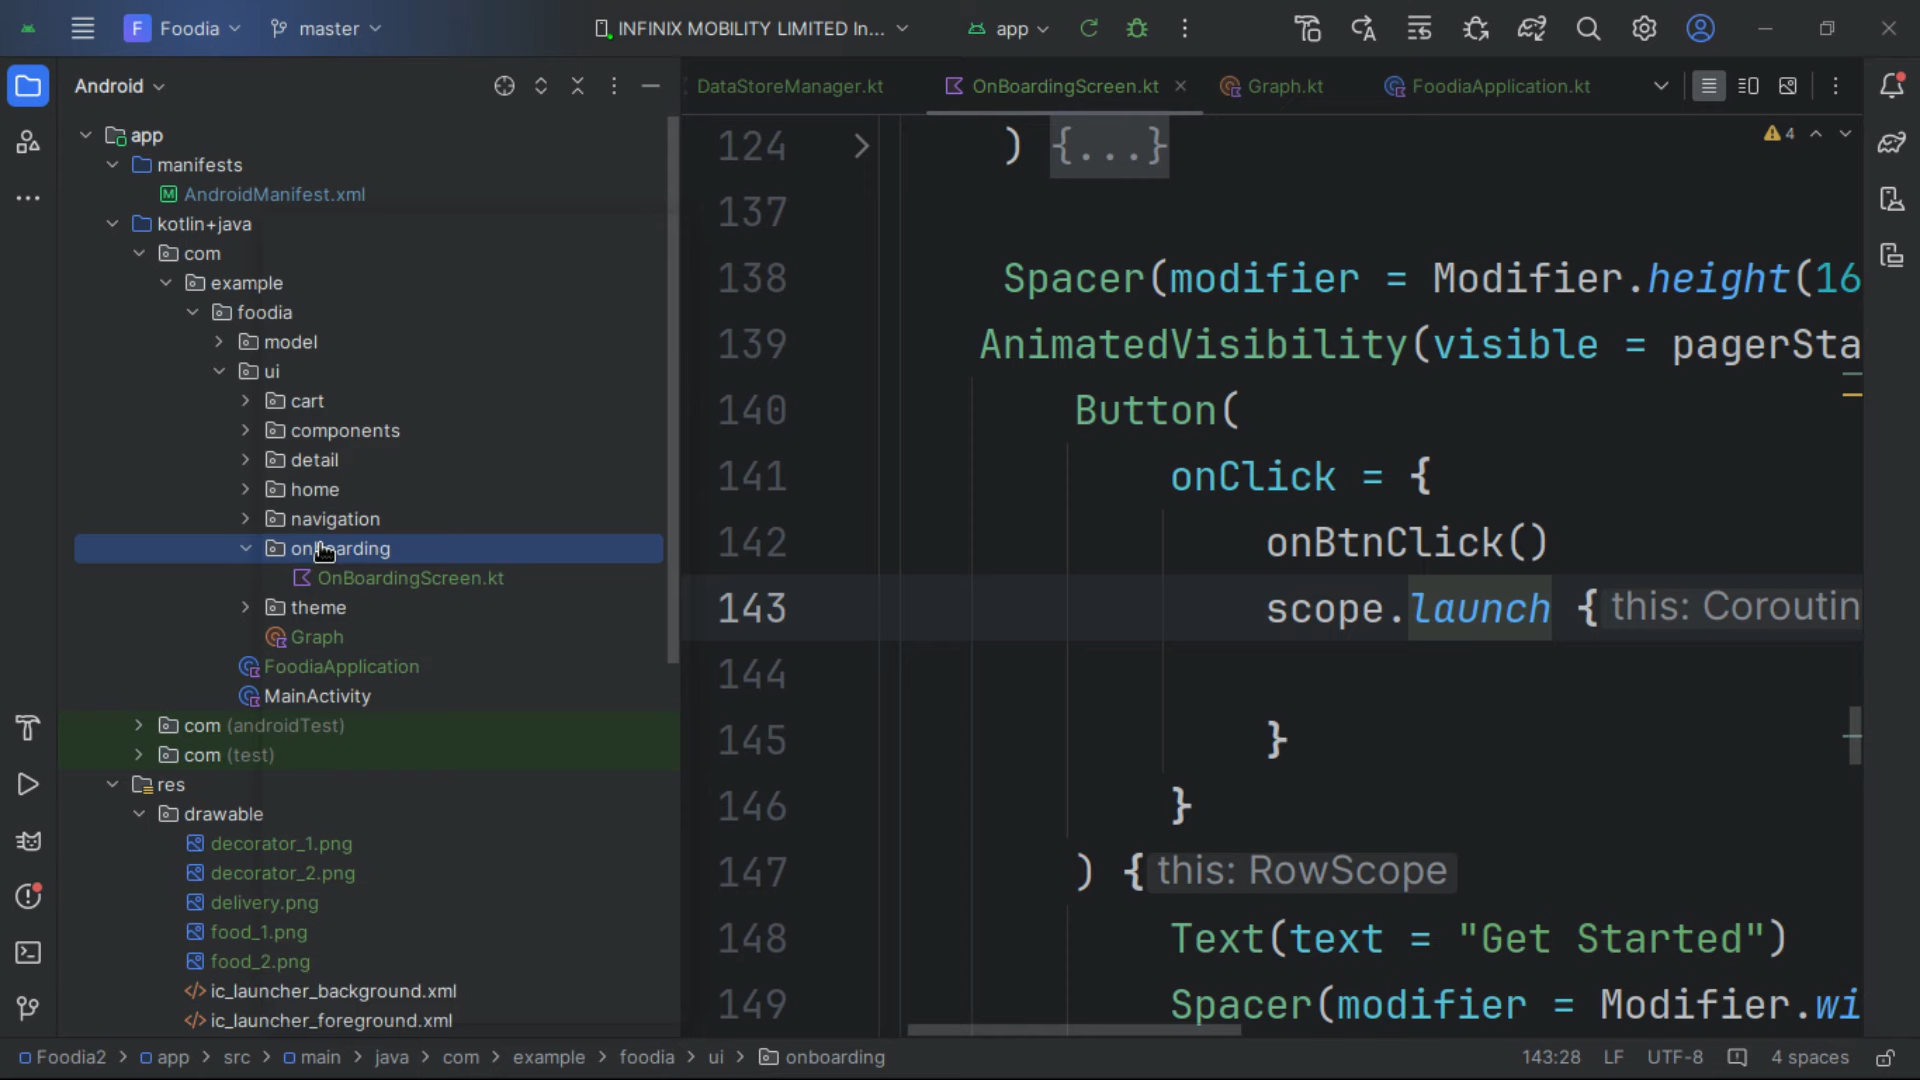 F Foodia master INFINIX MOBILITY LIMITED In... app
Android
DataStoreManager.kt OnBoardingScreen.kt Graph.kt FoodiaApplication.kt
app
manifests
M AndroidManifest.xml
kotlin+java
com
example
foodia
model
ui
cart
components
detail
home
navigation
onboarding
OnBoardingScreen.kt
theme
Graph
FoodiaApplication
MainActivity
com (androidTest)
com (test)
res
drawable
decorator_1.png
decorator_2.png
delivery.png
food_1.png
food_2.png
</> ic_launcher_background.xml
</> ic_launcher_foreground.xml
4
124 ) {...}
137
138 Spacer(modifier = Modifier.height(16
139 AnimatedVisibility(visible = pagerSta
140 Button(
141 onClick = {
142 onBtnClick()
143 scope.launch { this: Coroutin
144
145 }
146 }
147 ) { this: RowScope
148 Text(text = "Get Started")
149 Spacer(modifier = Modifier.wi
Foodia2 > app > src > main > java > com > example > foodia > ui > onboarding 143:28 LF UTF-8 4 spaces